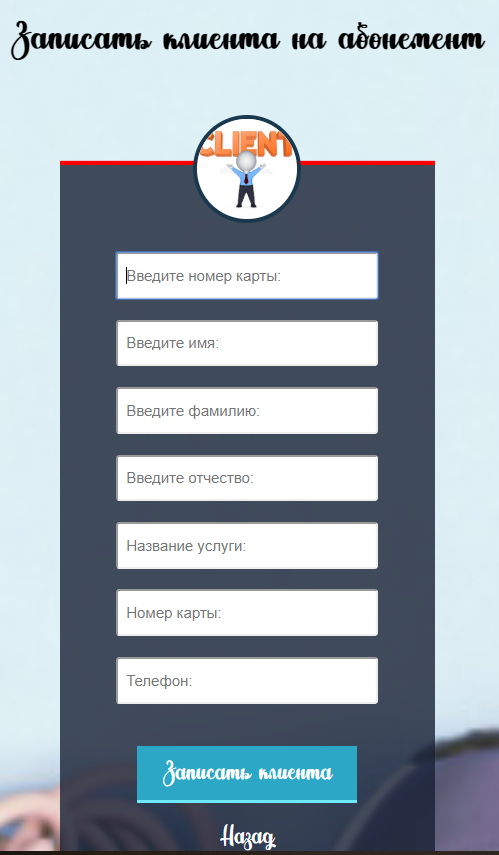 Записать клиента на абонемент
CLIENT
Введите номер карты:
Введите имя:
Введите фамилию:
Введите отчество:
Название услуги:
Номер карты:
Телефон:
Записать клиента
Назад